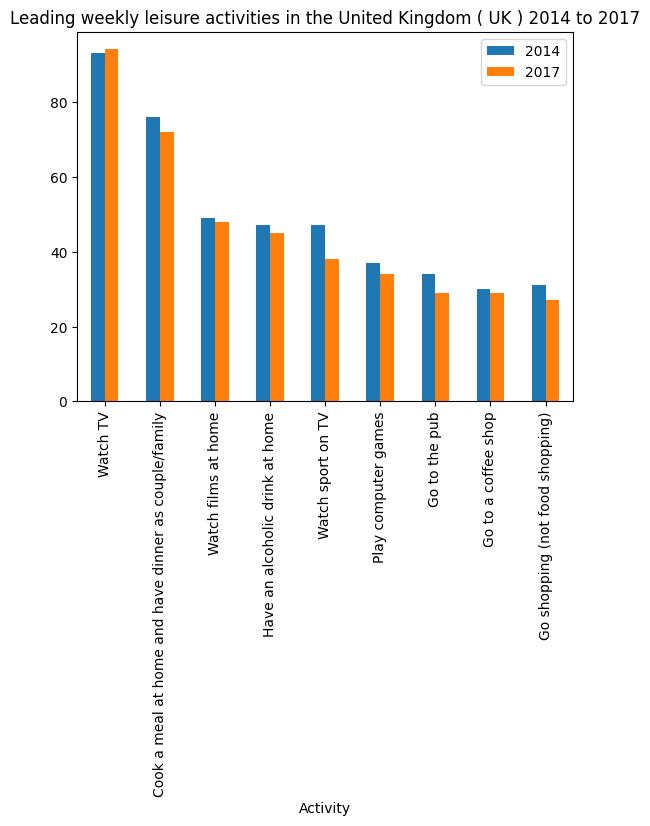 Leading weekly leisure activities in the United Kingdom ( UK ) 2014 to 2017
2014
2017
80
60
40
20
0
Watch TV
Cook a meal at home and have dinner as couple/family
Watch films at home
Have an alcoholic drink at home
Watch sport on TV
Play computer games
Go to the pub
Go to a coffee shop
Go shopping (not food shopping)
Activity